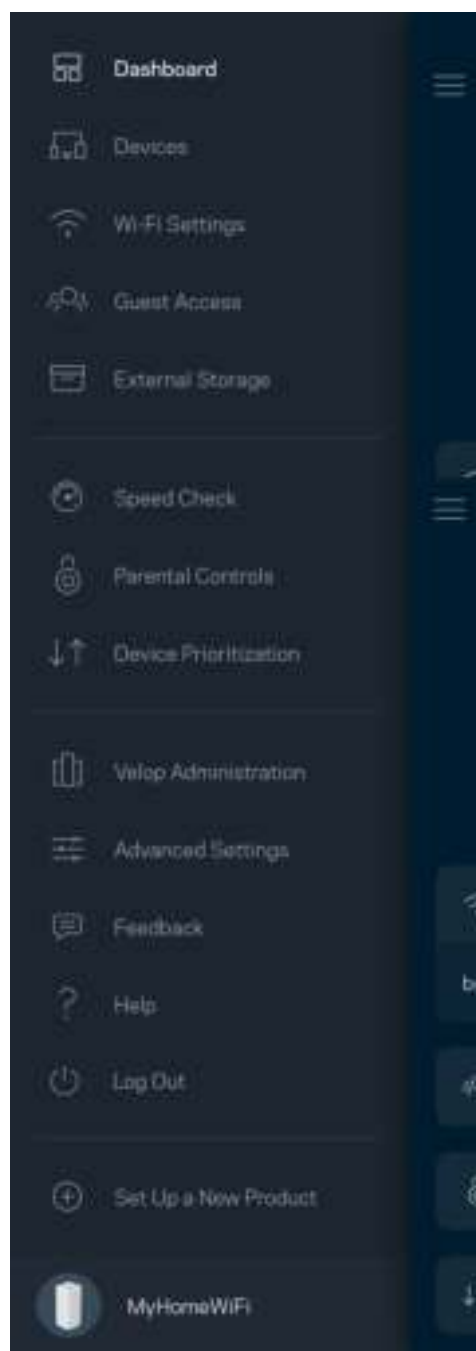 Dashboard
Devices
Wi-Fi Settings
Guest Access
External Storage
Speed Check
Parental Controls
Device Prioritization
Velop Administration
Advanced Settings
Feedback
Help
Log Out
Set Up a New Product
MyHomeWiFi